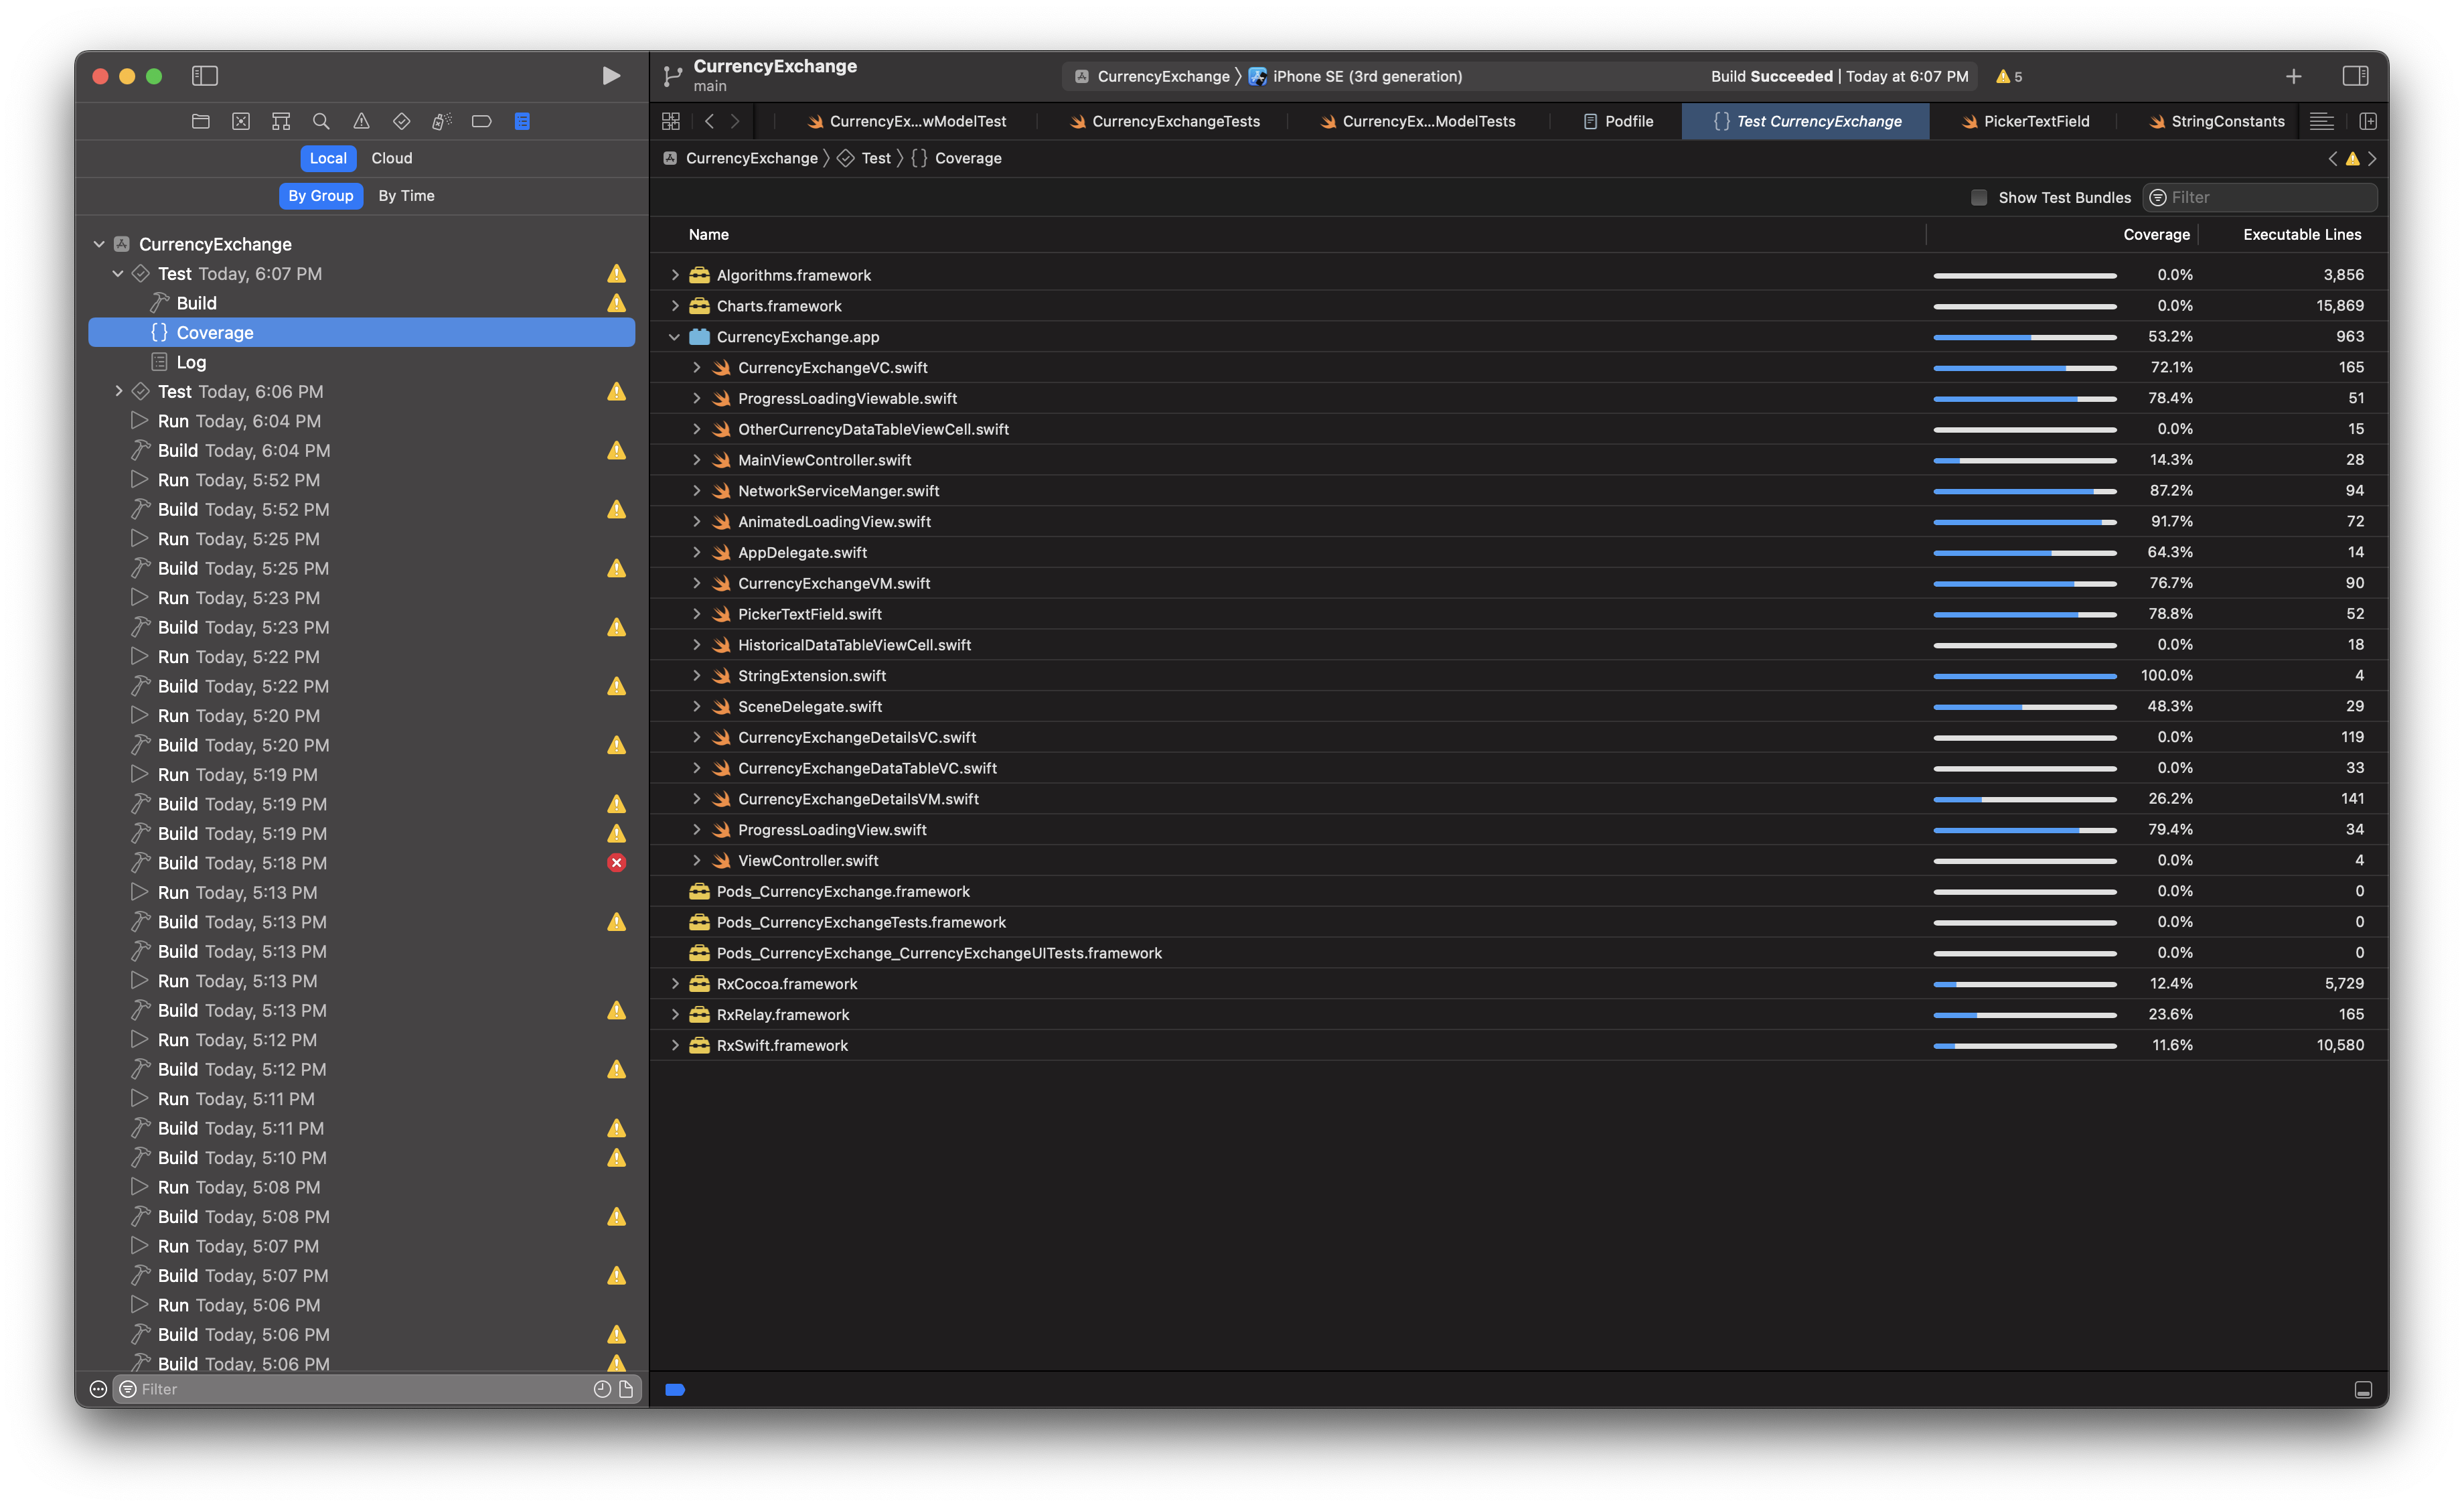 CurrencyExchange
main
CurrencyExchange 〉 iPhone SE (3rd generation)
Build Succeeded | Today at 6:07 PM
5
CurrencyEx...wModelTest
CurrencyExchangeTests
CurrencyEx...ModelTests
Podfile
{} Test CurrencyExchange
PickerTextField
StringConstants
Local Cloud
CurrencyExchange 〉 Test 〉 {} Coverage
By Group By Time
Show Test Bundles
Filter
CurrencyExchange
Test Today, 6:07 PM
Build
{} Coverage
Log
Test Today, 6:06 PM
Run Today, 6:04 PM
Build Today, 6:04 PM
Run Today, 5:52 PM
Build Today, 5:52 PM
Run Today, 5:25 PM
Build Today, 5:25 PM
Run Today, 5:23 PM
Build Today, 5:23 PM
Run Today, 5:22 PM
Build Today, 5:22 PM
Run Today, 5:20 PM
Build Today, 5:20 PM
Run Today, 5:19 PM
Build Today, 5:19 PM
Build Today, 5:19 PM
Build Today, 5:18 PM
Run Today, 5:13 PM
Build Today, 5:13 PM
Build Today, 5:13 PM
Run Today, 5:13 PM
Build Today, 5:13 PM
Run Today, 5:12 PM
Build Today, 5:12 PM
Run Today, 5:11 PM
Build Today, 5:11 PM
Build Today, 5:10 PM
Run Today, 5:08 PM
Build Today, 5:08 PM
Run Today, 5:07 PM
Build Today, 5:07 PM
Run Today, 5:06 PM
Build Today, 5:06 PM
Build Today, 5:06 PM
Filter
Name Coverage Executable Lines
Algorithms.framework 0.0% 3,856
Charts.framework 0.0% 15,869
CurrencyExchange.app 53.2% 963
CurrencyExchangeVC.swift 72.1% 165
ProgressLoadingViewable.swift 78.4% 51
OtherCurrencyDataTableViewCell.swift 0.0% 15
MainViewController.swift 14.3% 28
NetworkServiceManger.swift 87.2% 94
AnimatedLoadingView.swift 91.7% 72
AppDelegate.swift 64.3% 14
CurrencyExchangeVM.swift 76.7% 90
PickerTextField.swift 78.8% 52
HistoricalDataTableViewCell.swift 0.0% 18
StringExtension.swift 100.0% 4
SceneDelegate.swift 48.3% 29
CurrencyExchangeDetailsVC.swift 0.0% 119
CurrencyExchangeDataTableVC.swift 0.0% 33
CurrencyExchangeDetailsVM.swift 26.2% 141
ProgressLoadingView.swift 79.4% 34
ViewController.swift 0.0% 4
Pods_CurrencyExchange.framework 0.0% 0
Pods_CurrencyExchangeTests.framework 0.0% 0
Pods_CurrencyExchange_CurrencyExchangeUITests.framework 0.0% 0
RxCocoa.framework 12.4% 5,729
RxRelay.framework 23.6% 165
RxSwift.framework 11.6% 10,580